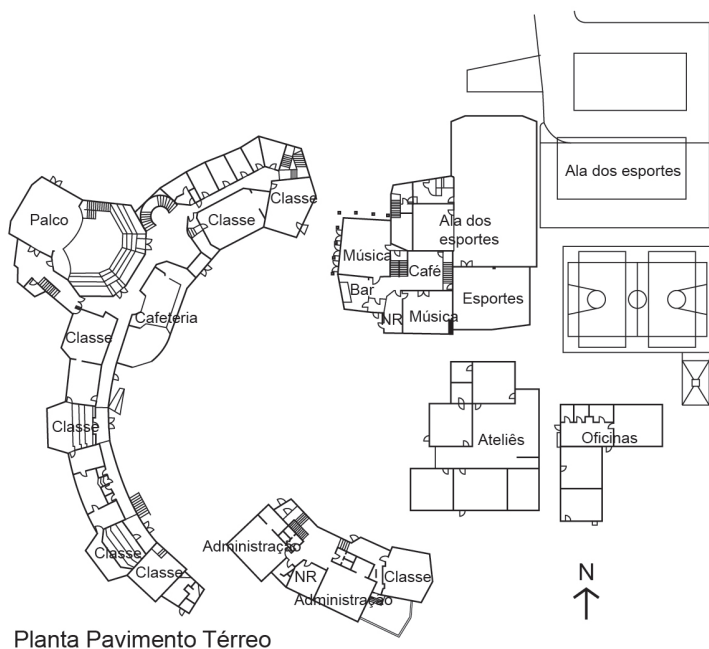 Ala dos esportes
Classe
Palco
Classe
Ala dos
esportes
Música
Café
Bar
Esportes
Cafeteria
NR
Música
Classe
Classe
Ateliês
Oficinas
Classe
Administração
Classe
NR
Classe
Administração
N
Planta Pavimento Térreo